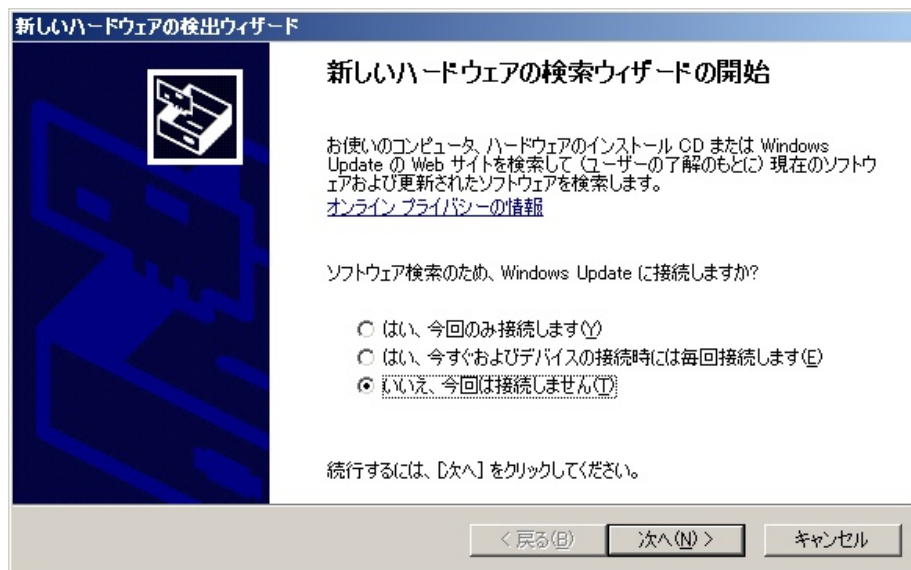 新しいハードウェアの検出ウィザード
新しいハードウェアの検索ウィザードの開始
お使いのコンピュータ、ハードウェアのインストール CD または Windows
Update の Web サイトを検索して (ユーザーの了解のもとに) 現在のソフトウ
ェアおよび更新されたソフトウェアを検索します。
オンライン プライバシーの情報
ソフトウェア検索のため、Windows Update に接続しますか?
はい、今回のみ接続します(Y)
はい、今すぐおよびデバイスの接続時には毎回接続します(E)
いいえ、今回は接続しません(T)
続行するには、[次へ] をクリックしてください。
< 戻る(B)
次へ(N) >
キャンセル